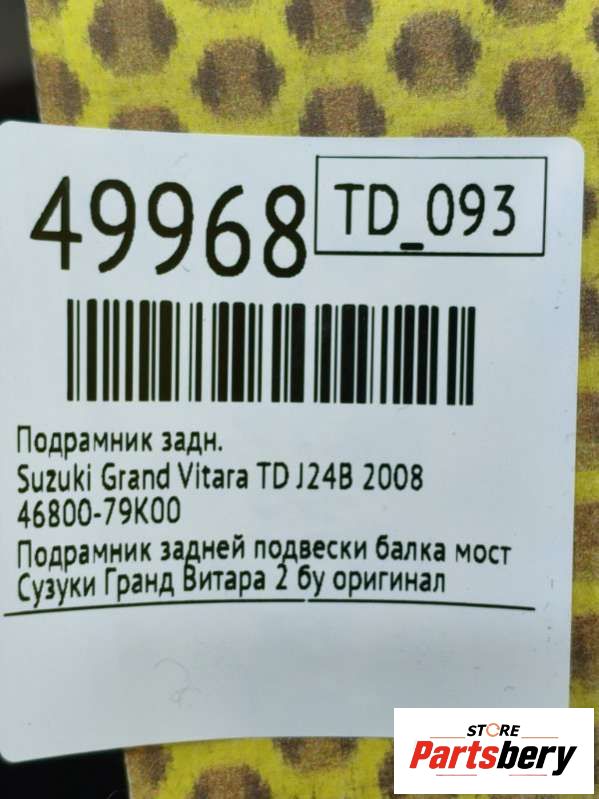 49968
TD_093
Подрамник задн.
Suzuki Grand Vitara TD J24B 2008
46800-79K00
Подрамник задней подвески балка мост
Сузуки Гранд Витара 2 бу оригинал
STORE
Partsbery